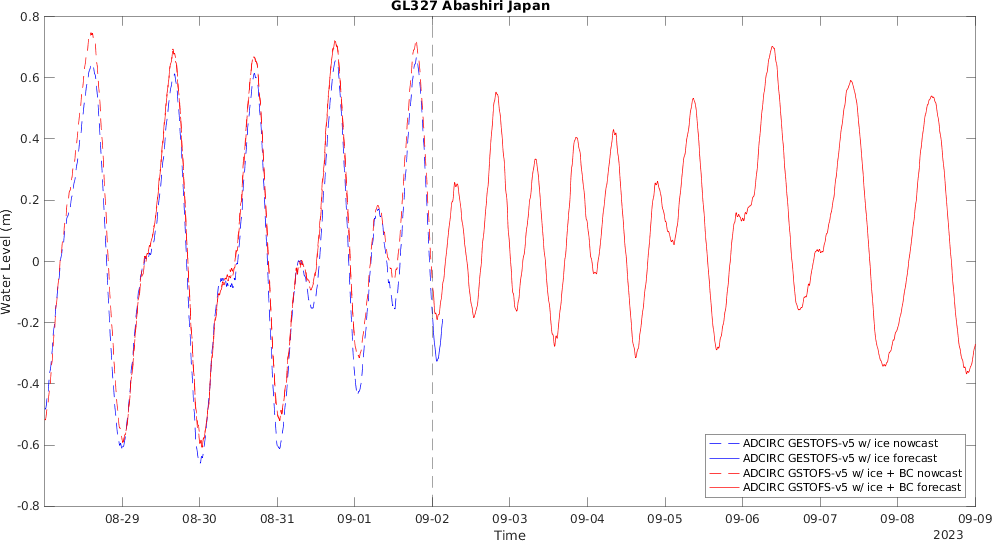 GL327 Abashiri Japan
0.8
0.6
0.4
0.2
0
-0.2
-0.4
-0.6
-0.8
Water Level (m)
08-29 08-30 08-31 09-01 09-02 09-03 09-04 09-05 09-06 09-07 09-08 09-09
Time
2023
ADCIRC GESTOFS-v5 w/ ice nowcast
ADCIRC GESTOFS-v5 w/ ice forecast
ADCIRC GSTOFS-v5 w/ ice + BC nowcast
ADCIRC GSTOFS-v5 w/ ice + BC forecast